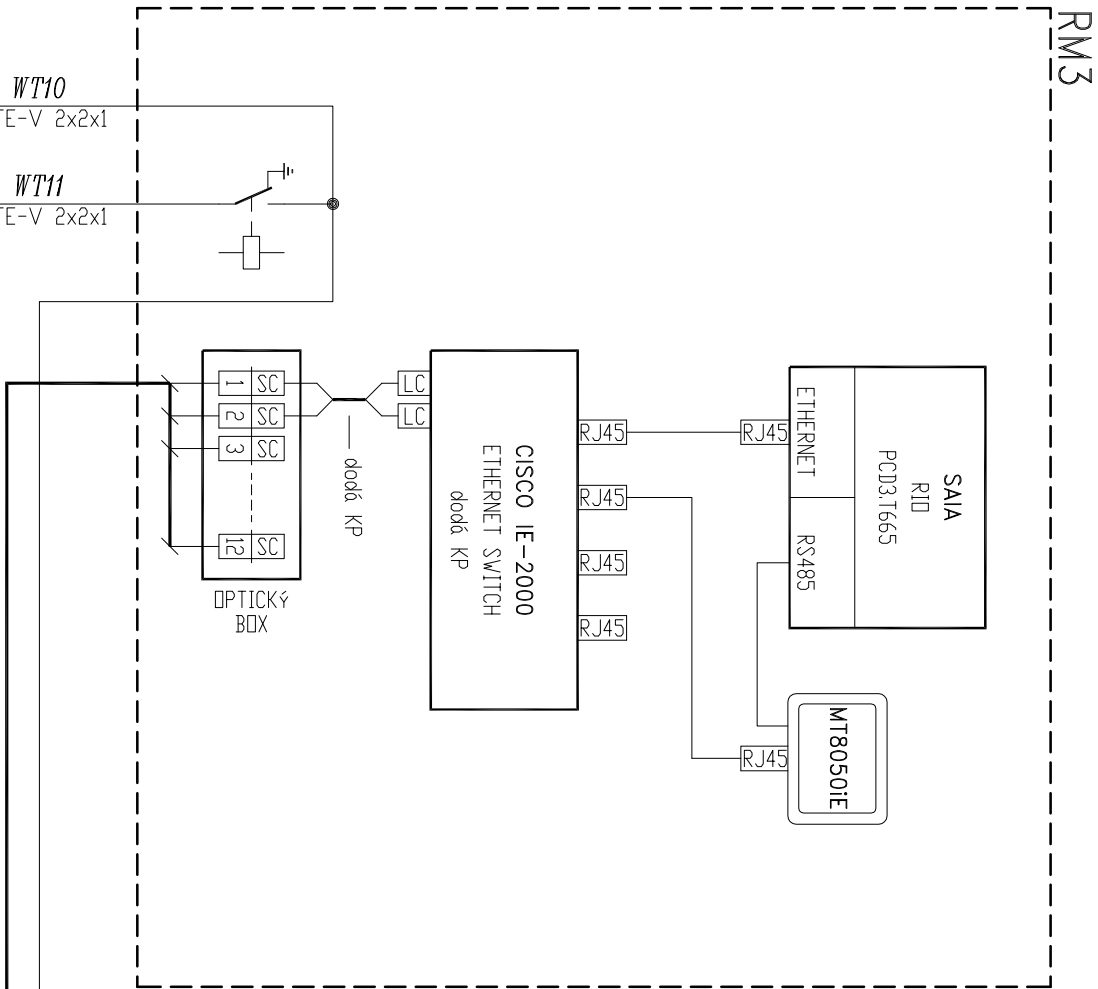 RM3
WT10
TE-V 2x2x1
WT11
TE-V 2x2x1
1 SC
2 SC
3 SC
12 SC
OPTICKÝ
BOX
dodá KP
LC
LC
CISCO IE-2000
ETHERNET SWITCH
dodá KP
RJ45
RJ45
RJ45
RJ45
RJ45
ETHERNET
RS485
SAIA
RIO
PCD3.T665
RJ45
MT8050iE